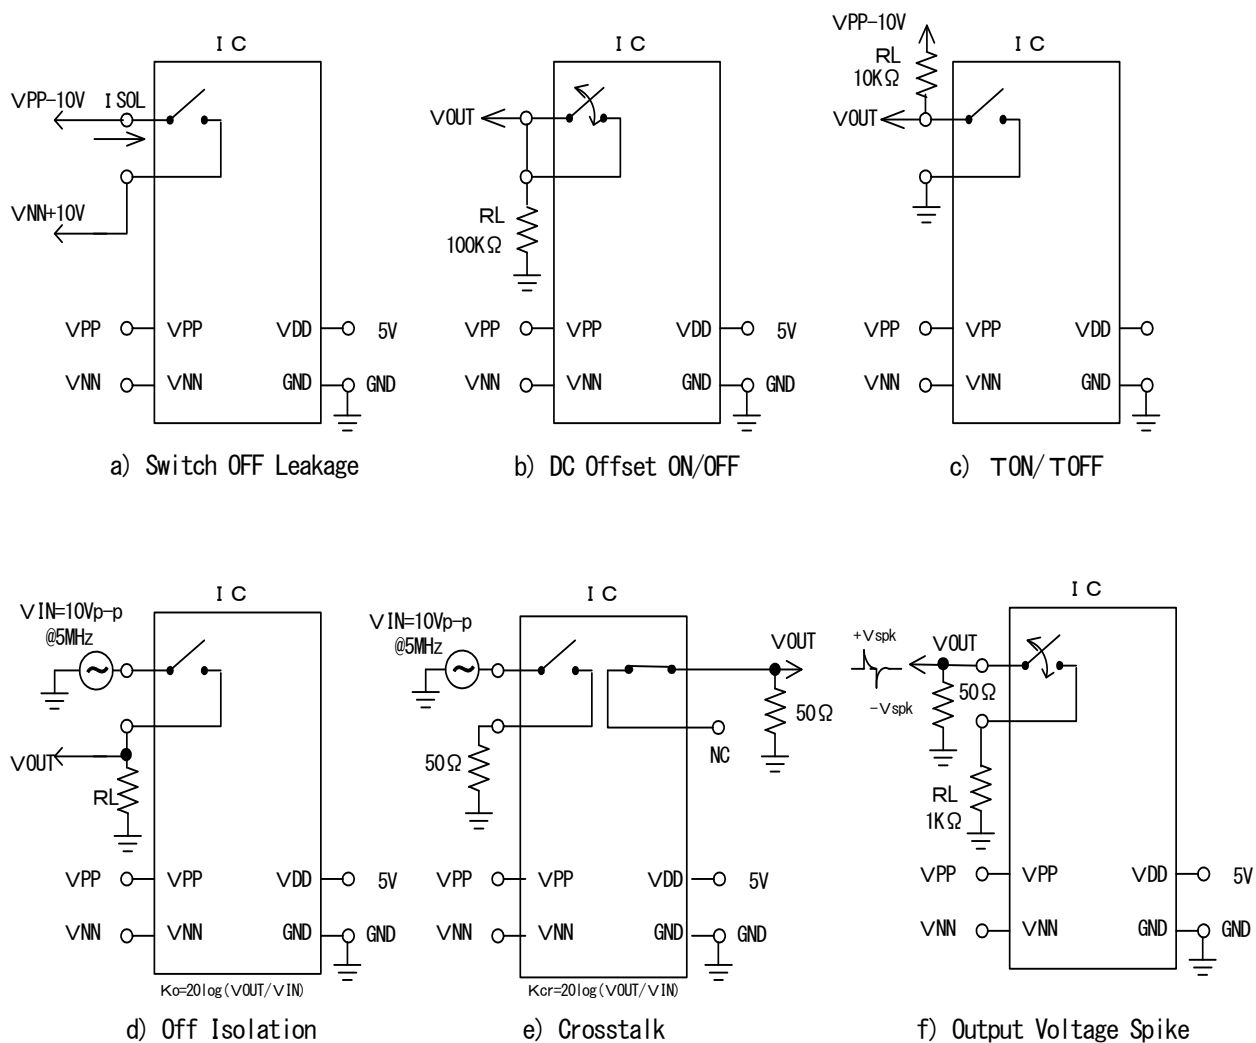 IC
VPP-10V
ISOL
VNN+10V
VPP
VPP
VDD
5V
VNN
VNN
GND
GND
a) Switch OFF Leakage
IC
VOUT
RL
100KΩ
VPP
VPP
VDD
5V
VNN
VNN
GND
GND
b) DC Offset ON/OFF
VPP-10V
IC
RL
10KΩ
VOUT
VPP
VPP
VDD
VNN
VNN
GND
c) TON/TOFF
IC
VIN=10Vp-p
@5MHz
VOUT
RL
VPP
VPP
VDD
5V
VNN
VNN
GND
GND
Ko=20log(VOUT/VIN)
d) Off Isolation
IC
VIN=10Vp-p
@5MHz
VOUT
50Ω
50Ω
NC
VPP
VPP
VDD
5V
VNN
VNN
GND
GND
Kcr=20log(VOUT/VIN)
e) Crosstalk
IC
+Vspk
VOUT
-Vspk
50Ω
RL
1KΩ
VPP
VPP
VDD
5V
VNN
VNN
GND
GND
f) Output Voltage Spike